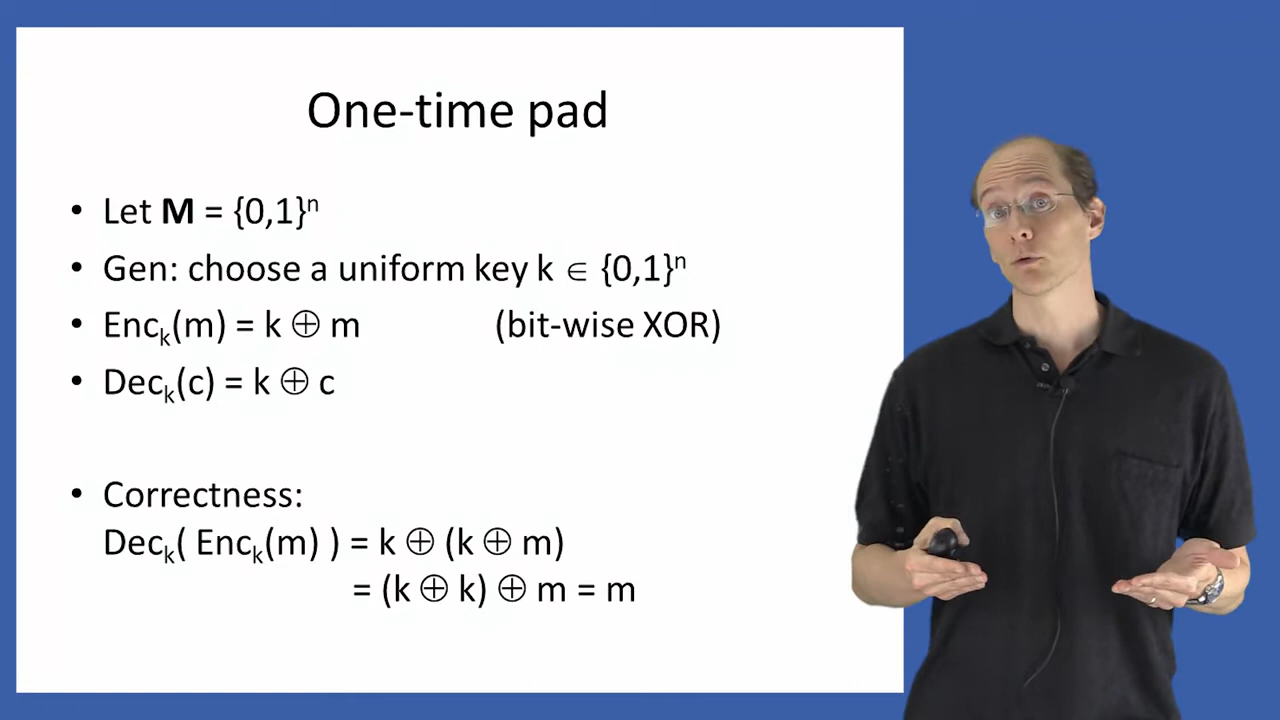 One-time pad
• Let M = {0,1}ⁿ
• Gen: choose a uniform key k ∈ {0,1}ⁿ
• Encₖ(m) = k ⊕ m (bit-wise XOR)
• Decₖ(c) = k ⊕ c
• Correctness:
Decₖ( Encₖ(m) ) = k ⊕ (k ⊕ m)
= (k ⊕ k) ⊕ m = m